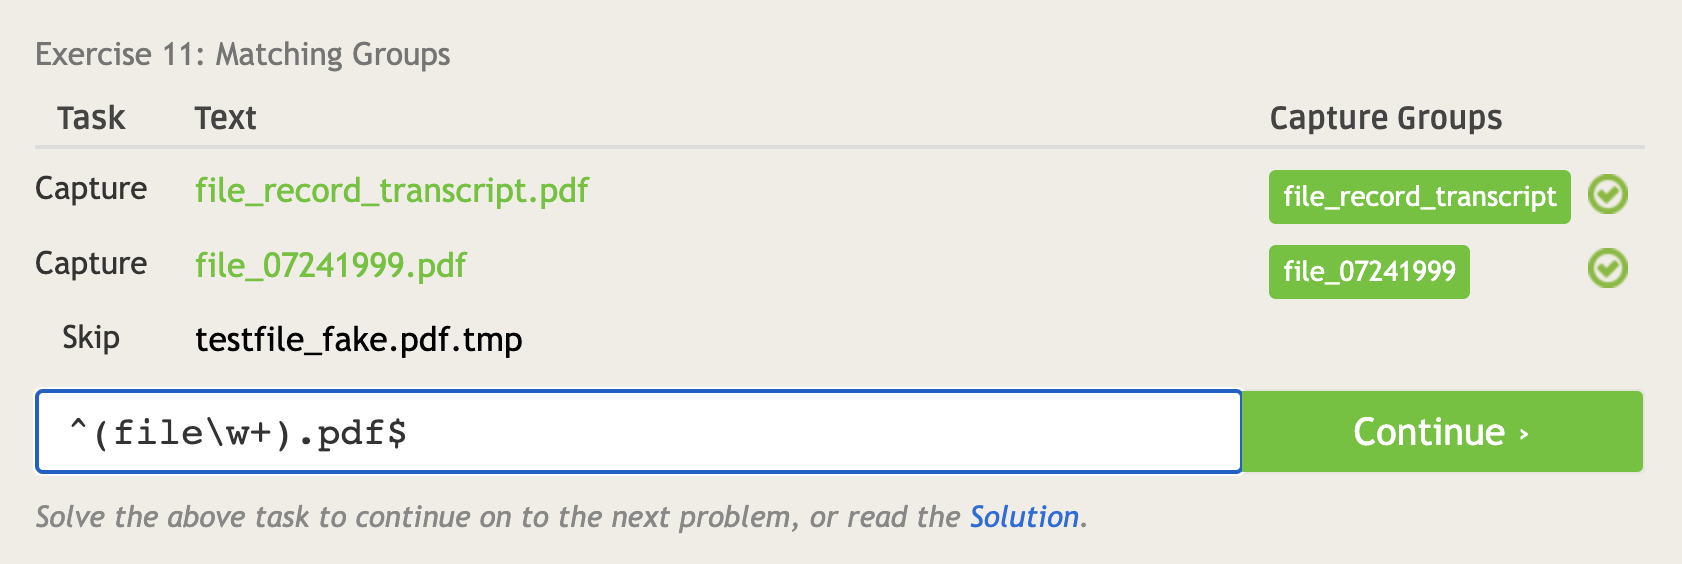 Exercise 11: Matching Groups
Task Text Capture Groups
Capture file_record_transcript.pdf file_record_transcript
Capture file_07241999.pdf file_07241999
Skip testfile_fake.pdf.tmp
^(file\w+).pdf$ Continue ›
Solve the above task to continue on to the next problem, or read the Solution.